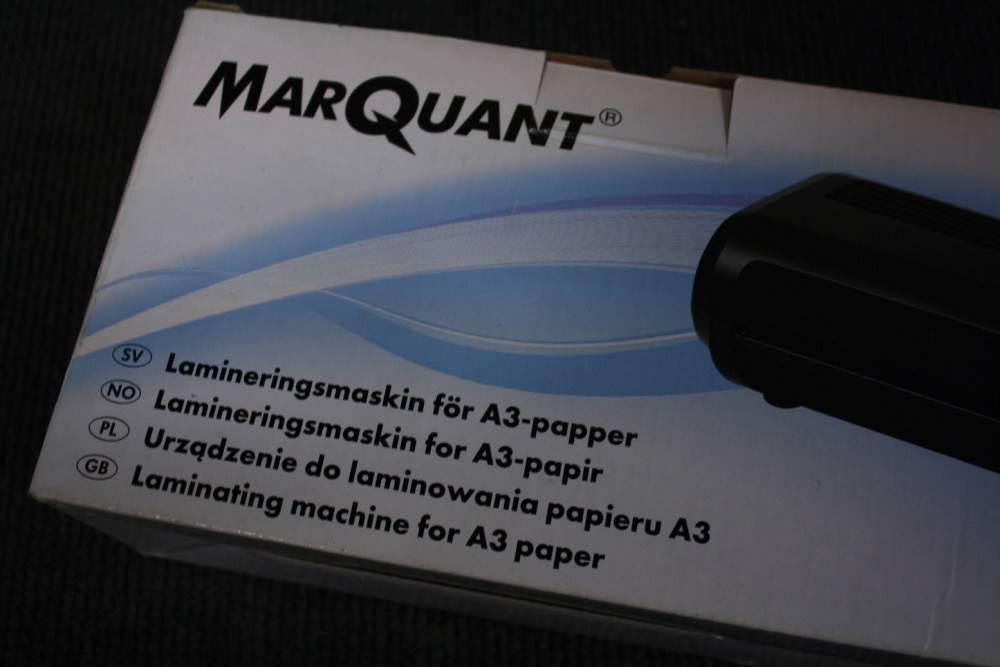 MARQUANT®
SV Lamineringsmaskin för A3-papper
NO Lamineringsmaskin for A3-papir
PL Urządzenie do laminowania papieru A3
GB Laminating machine for A3 paper